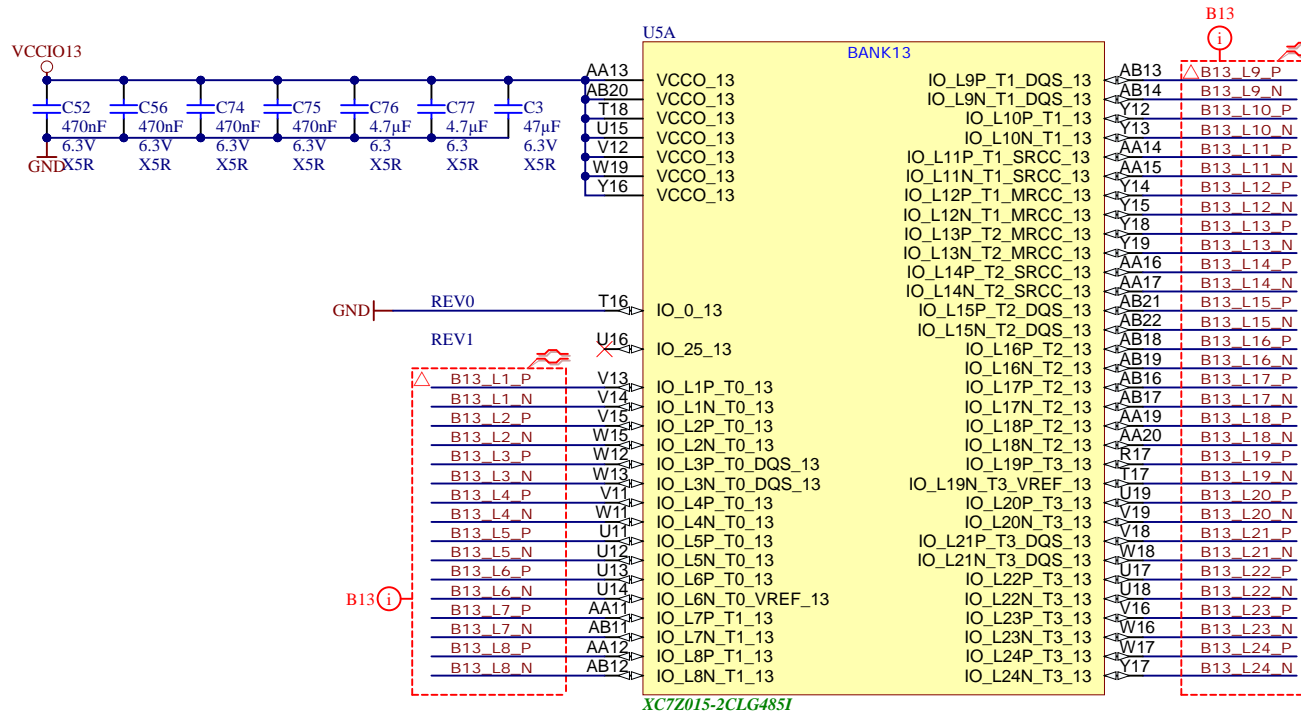 B13
i
U5A
VCCIO13
BANK13
C52 C56 C74 C75 C76 C77 C3
470nF 470nF 470nF 470nF 4.7µF 4.7µF 47µF
6.3V 6.3V 6.3V 6.3V 6.3 6.3 6.3V
X5R X5R X5R X5R X5R X5R X5R
GND
AA13 VCCO_13
AB20 VCCO_13
T18 VCCO_13
U15 VCCO_13
V12 VCCO_13
W19 VCCO_13
Y16 VCCO_13
GND REV0 T16 IO_0_13
REV1 U16 IO_25_13
B13_L1_P V13 IO_L1P_T0_13
B13_L1_N V14 IO_L1N_T0_13
B13_L2_P V15 IO_L2P_T0_13
B13_L2_N W15 IO_L2N_T0_13
B13_L3_P W12 IO_L3P_T0_DQS_13
B13_L3_N W13 IO_L3N_T0_DQS_13
B13_L4_P V11 IO_L4P_T0_13
B13_L4_N W11 IO_L4N_T0_13
B13_L5_P U11 IO_L5P_T0_13
B13_L5_N U12 IO_L5N_T0_13
B13_L6_P U13 IO_L6P_T0_13
B13_L6_N U14 IO_L6N_T0_VREF_13
B13 i
B13_L7_P AA11 IO_L7P_T1_13
B13_L7_N AB11 IO_L7N_T1_13
B13_L8_P AA12 IO_L8P_T1_13
B13_L8_N AB12 IO_L8N_T1_13
IO_L9P_T1_DQS_13 AB13 B13_L9_P
IO_L9N_T1_DQS_13 AB14 B13_L9_N
IO_L10P_T1_13 Y12 B13_L10_P
IO_L10N_T1_13 Y13 B13_L10_N
IO_L11P_T1_SRCC_13 AA14 B13_L11_P
IO_L11N_T1_SRCC_13 AA15 B13_L11_N
IO_L12P_T1_MRCC_13 Y14 B13_L12_P
IO_L12N_T1_MRCC_13 Y15 B13_L12_N
IO_L13P_T2_MRCC_13 Y18 B13_L13_P
IO_L13N_T2_MRCC_13 Y19 B13_L13_N
IO_L14P_T2_SRCC_13 AA16 B13_L14_P
IO_L14N_T2_SRCC_13 AA17 B13_L14_N
IO_L15P_T2_DQS_13 AB21 B13_L15_P
IO_L15N_T2_DQS_13 AB22 B13_L15_N
IO_L16P_T2_13 AB18 B13_L16_P
IO_L16N_T2_13 AB19 B13_L16_N
IO_L17P_T2_13 AB16 B13_L17_P
IO_L17N_T2_13 AB17 B13_L17_N
IO_L18P_T2_13 AA19 B13_L18_P
IO_L18N_T2_13 AA20 B13_L18_N
IO_L19P_T3_13 R17 B13_L19_P
IO_L19N_T3_VREF_13 T17 B13_L19_N
IO_L20P_T3_13 U19 B13_L20_P
IO_L20N_T3_13 V19 B13_L20_N
IO_L21P_T3_DQS_13 V18 B13_L21_P
IO_L21N_T3_DQS_13 W18 B13_L21_N
IO_L22P_T3_13 U17 B13_L22_P
IO_L22N_T3_13 U18 B13_L22_N
IO_L23P_T3_13 V16 B13_L23_P
IO_L23N_T3_13 W16 B13_L23_N
IO_L24P_T3_13 W17 B13_L24_P
IO_L24N_T3_13 Y17 B13_L24_N
XC7Z015-2CLG485I